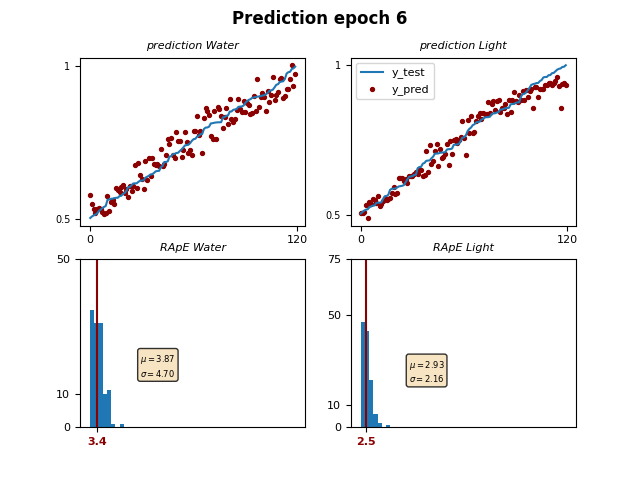 Prediction epoch 6
prediction Water
prediction Light
1
0.5
0
120
1
0.5
0
120
y_test
y_pred
RApE Water
RApE Light
50
10
0
μ = 3.87
σ = 4.70
3.4
75
50
10
0
μ = 2.93
σ = 2.16
2.5